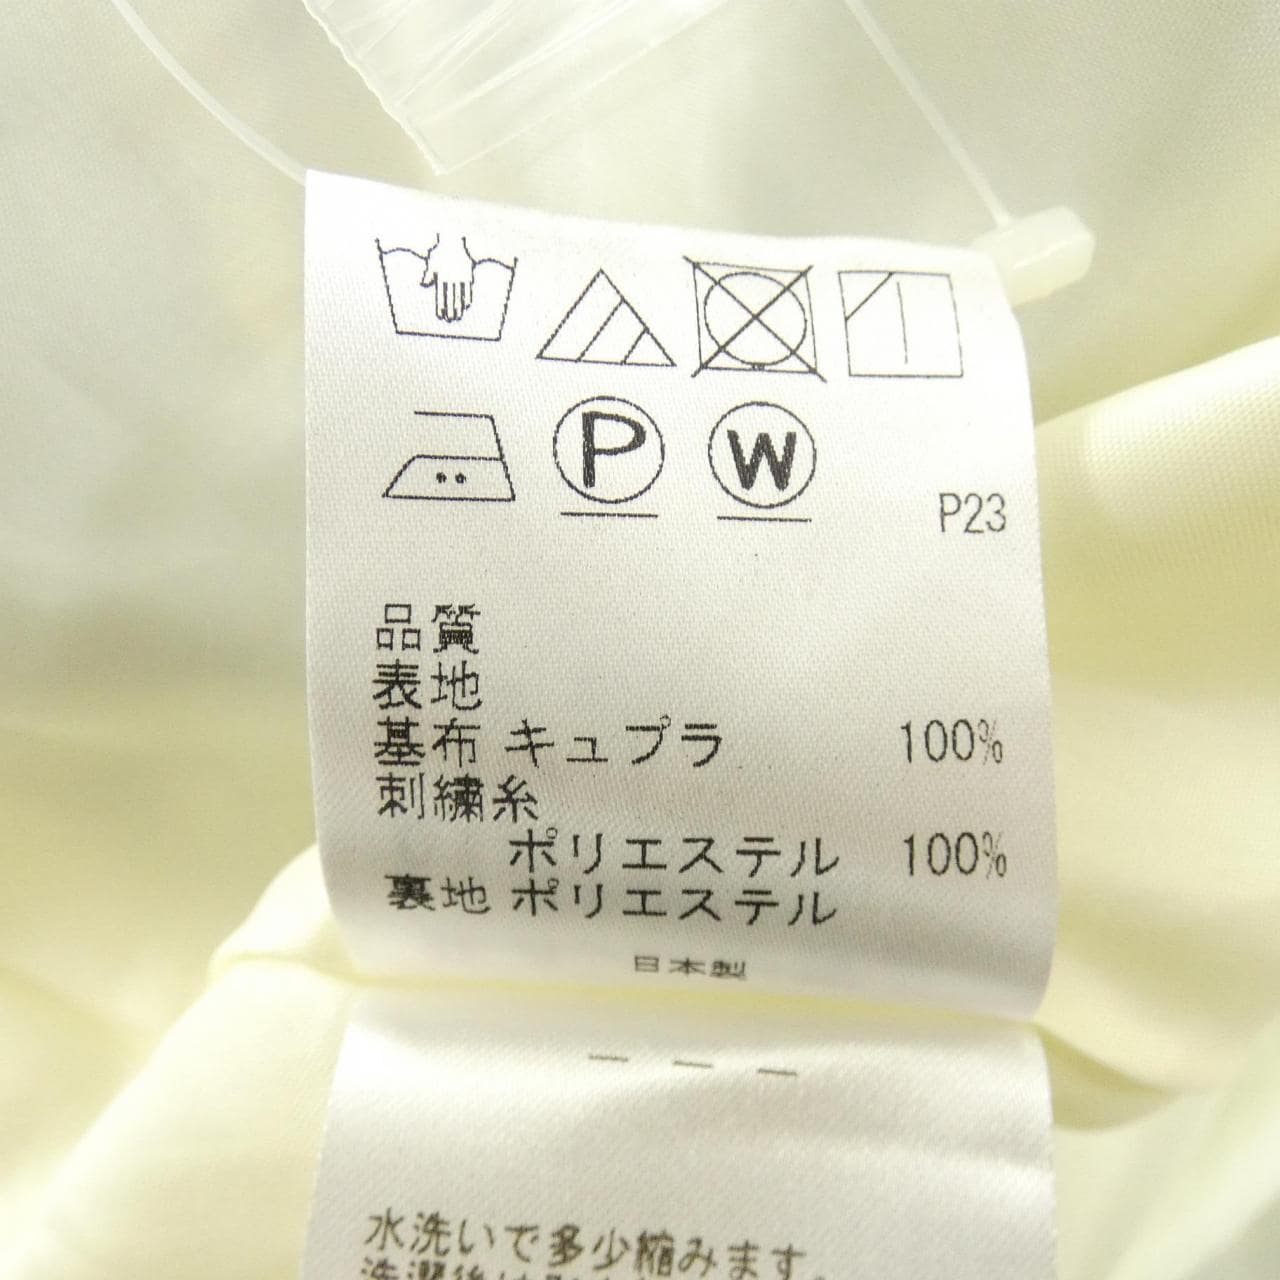 P W
P23
品質
表地
基布 キュプラ 100%
刺繍糸
ポリエステル 100%
裏地 ポリエステル
日本製
水洗いで多少縮みます。